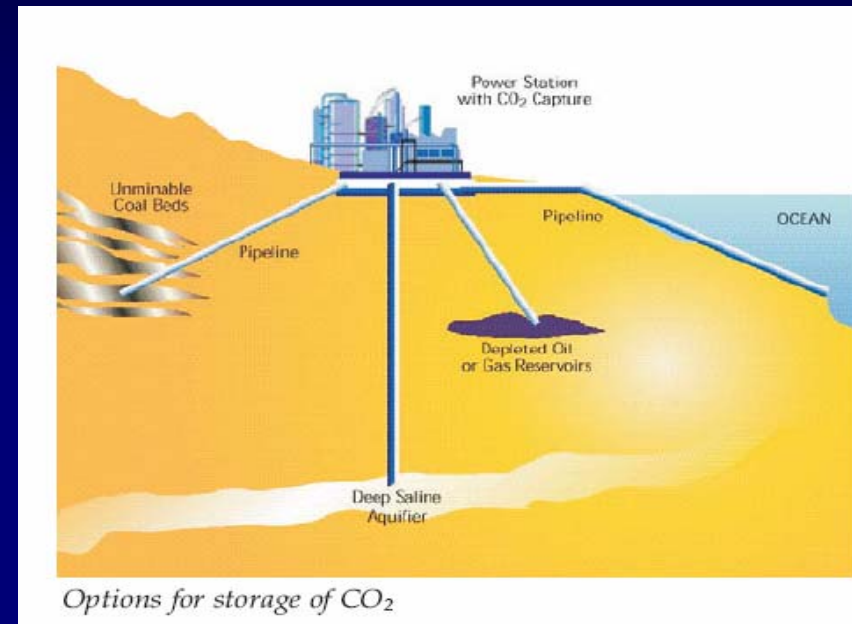 Power Station
with CO₂ Capture
Unminable
Coal Beds
Pipeline
Pipeline
OCEAN
Depleted Oil
or Gas Reservoirs
Deep Saline
Aquifier
Options for storage of CO₂